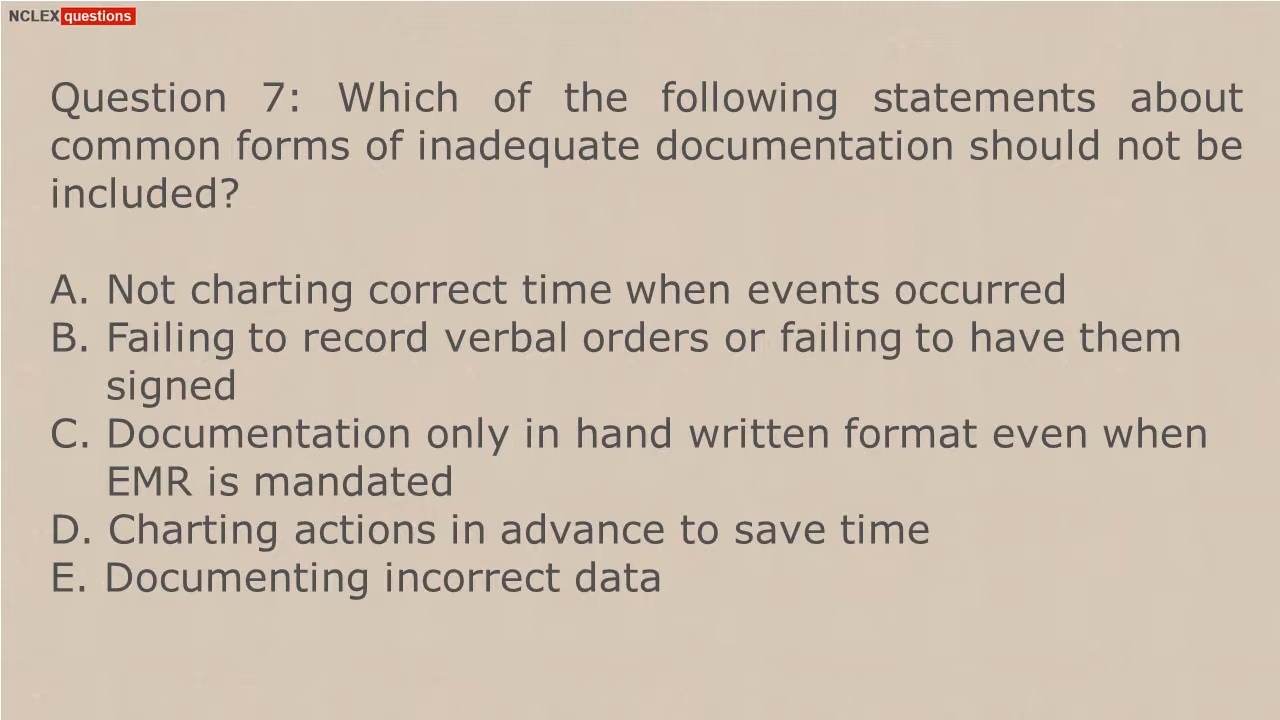 NCLEX questions
Question 7: Which of the following statements about
common forms of inadequate documentation should not be
included?
A. Not charting correct time when events occurred
B. Failing to record verbal orders or failing to have them
signed
C. Documentation only in hand written format even when
EMR is mandated
D. Charting actions in advance to save time
E. Documenting incorrect data